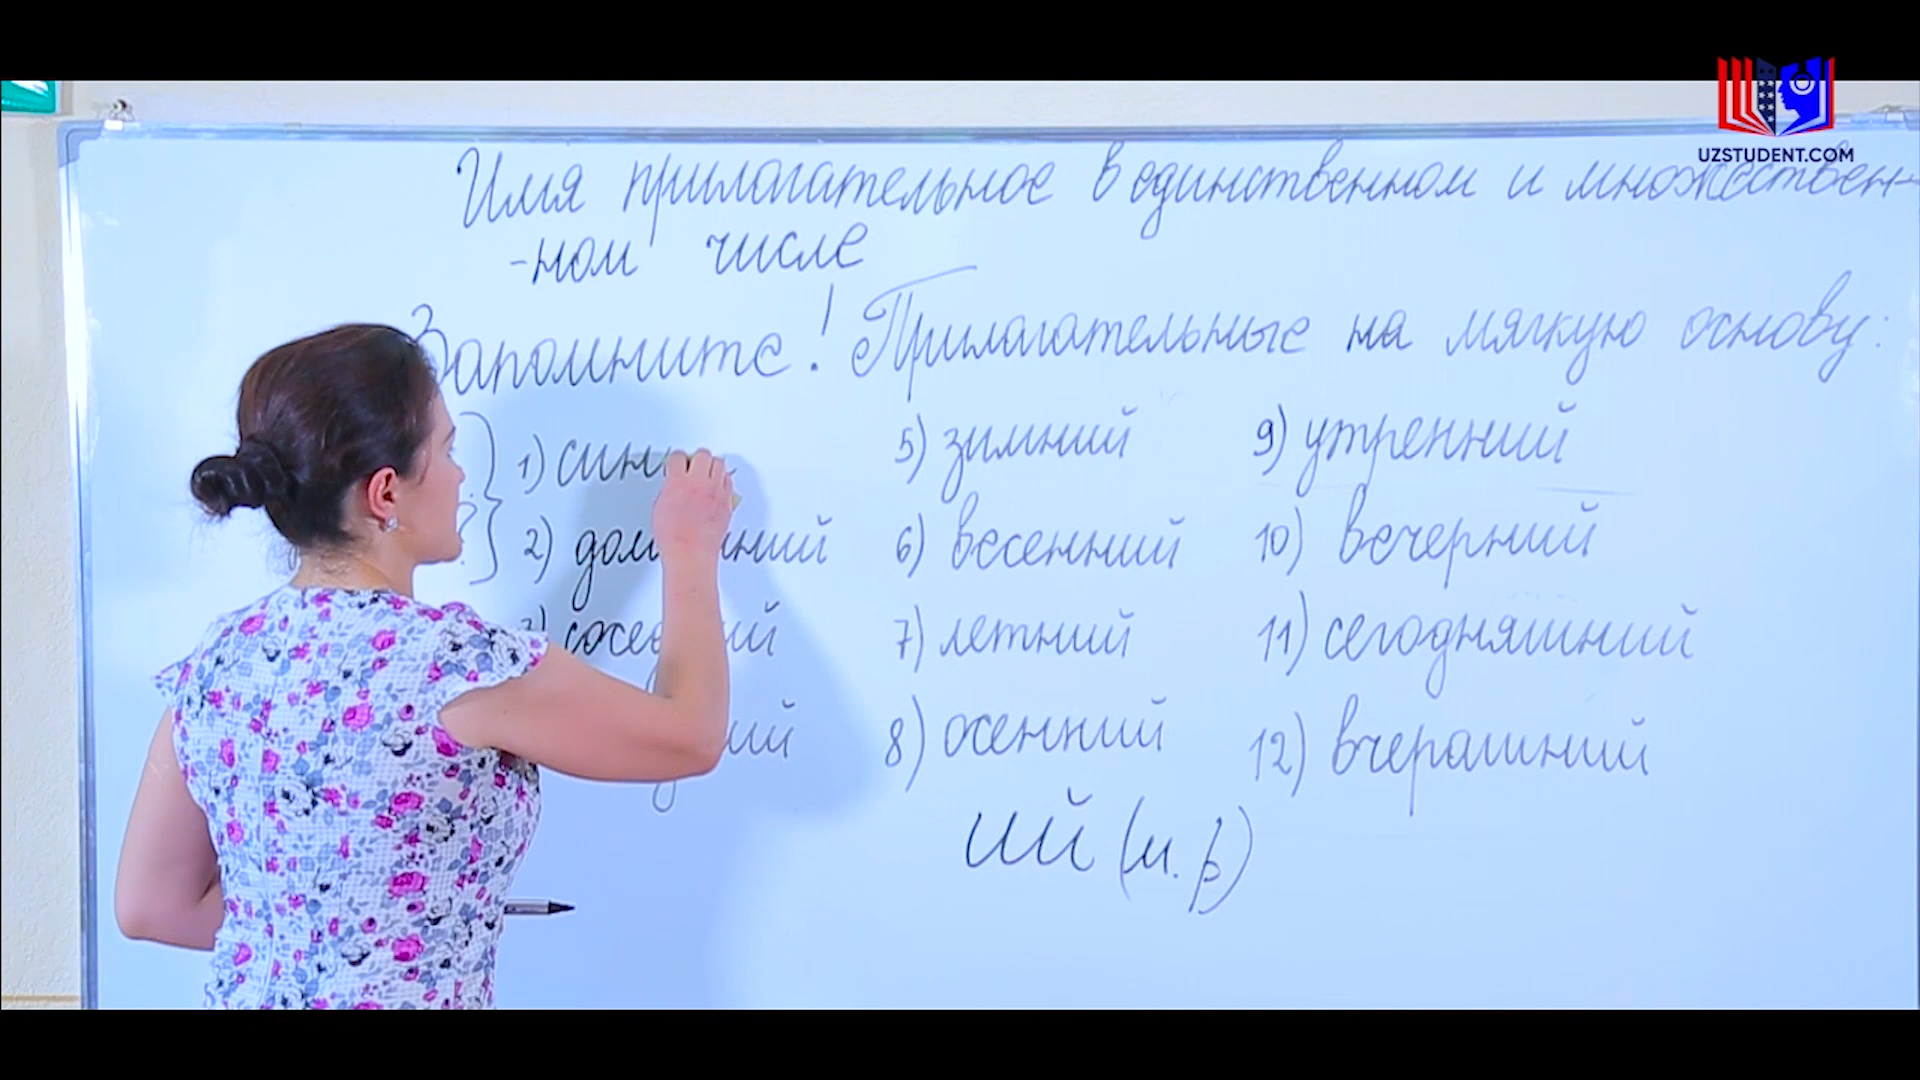 UZSTUDENT.COM
Имя прилагательное в единственном и множествен-
-ном числе
Запомните! Прилагательные на мягкую основу:
1) 5) зимний 9) утренний
2) 6) весенний 10) вечерний
7) летний 11) сегодняшний
8) осенний 12) вчерашний
ий (м.р)